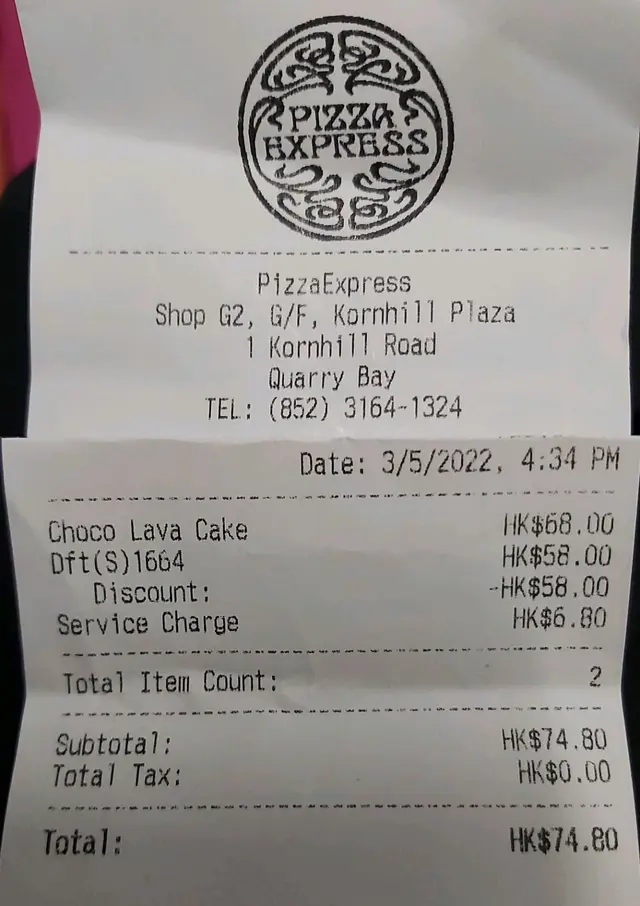 PIZZA
EXPRESS
PizzaExpress
Shop G2, G/F, Kornhill Plaza
1 Kornhill Road
Quarry Bay
TEL: (852) 3164-1324
Date: 3/5/2022, 4:34 PM
Choco Lava Cake HK$68.00
Dft(S)1664 HK$58.00
Discount: -HK$58.00
Service Charge HK$6.80
Total Item Count: 2
Subtotal: HK$74.80
Total Tax: HK$0.00
Total: HK$74.80